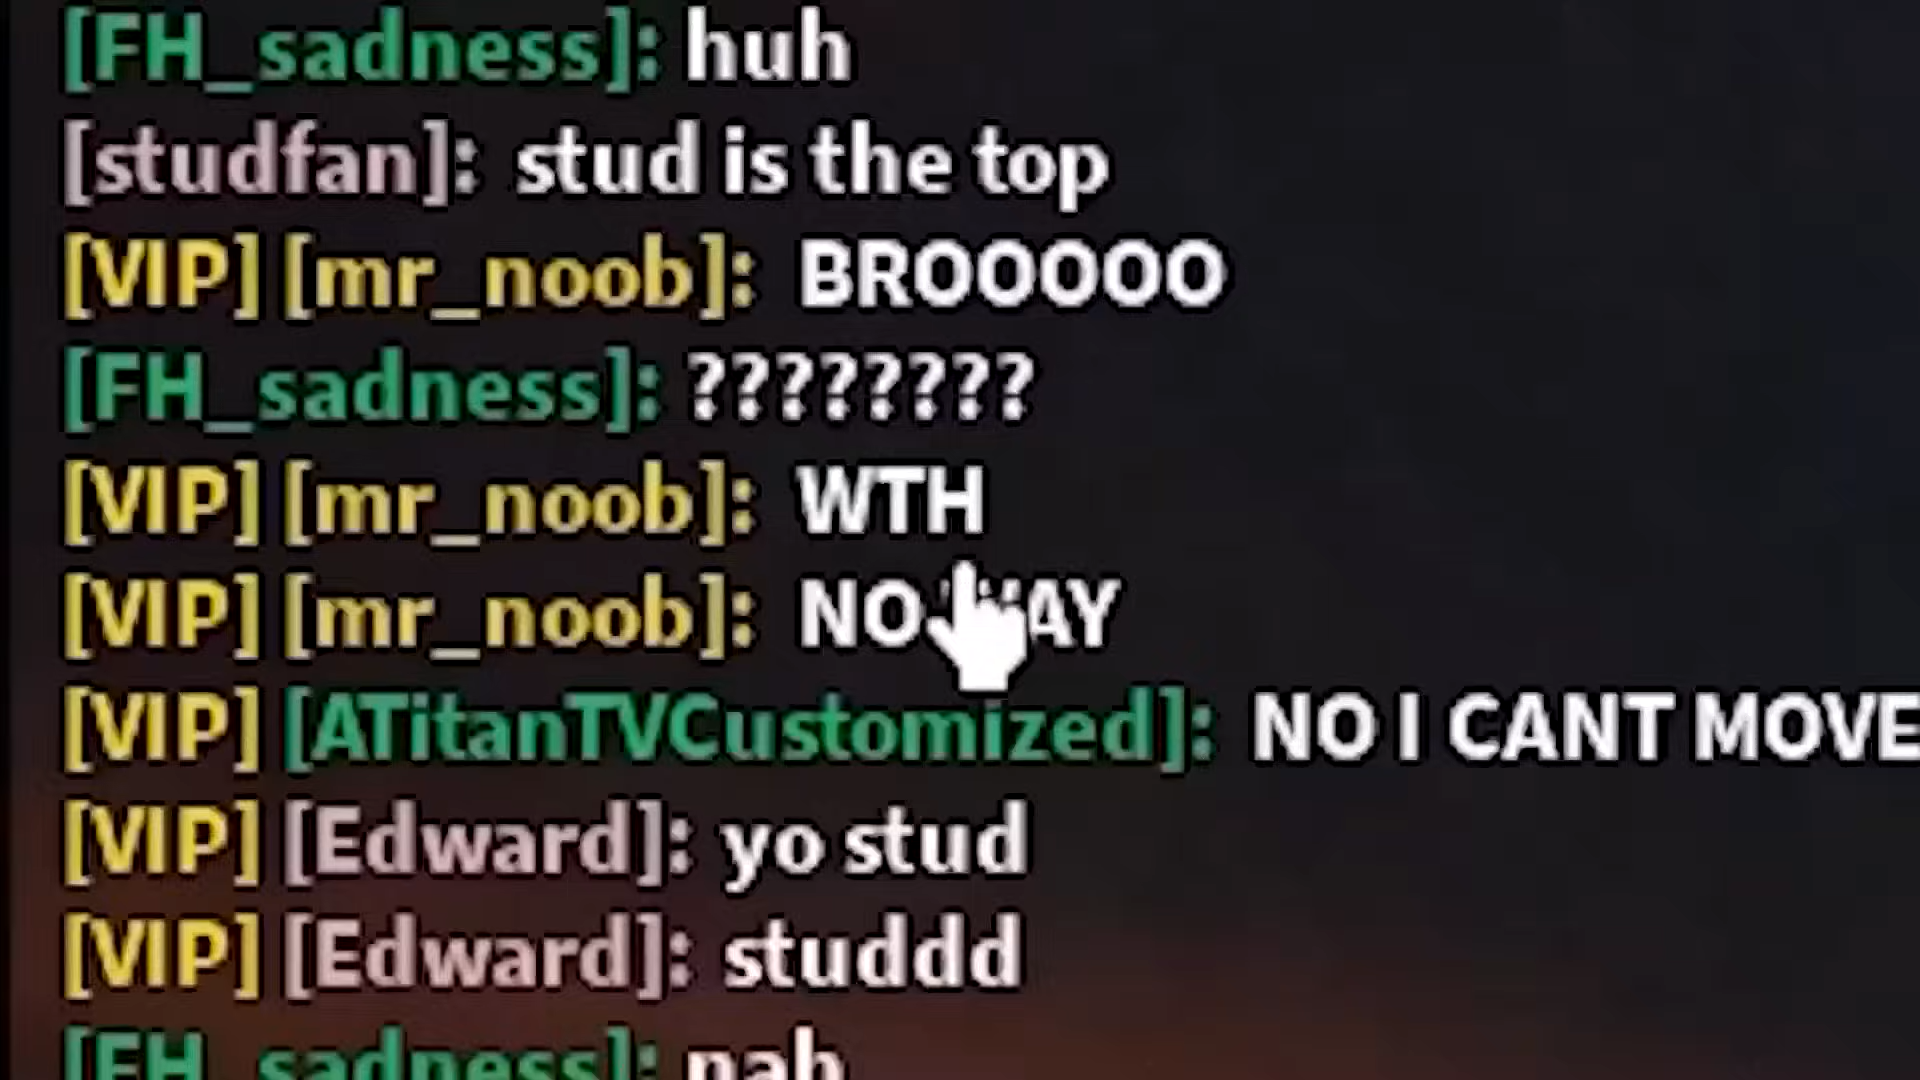 [FH_sadness]: huh
[studfan]: stud is the top
[VIP] [mr_noob]: BROOOOO
[FH_sadness]: ????????
[VIP] [mr_noob]: WTH
[VIP] [mr_noob]: NO WAY
[VIP] [ATitanTVCustomized]: NO I CANT MOVE
[VIP] [Edward]: yo stud
[VIP] [Edward]: studdd
[FH_sadness]: